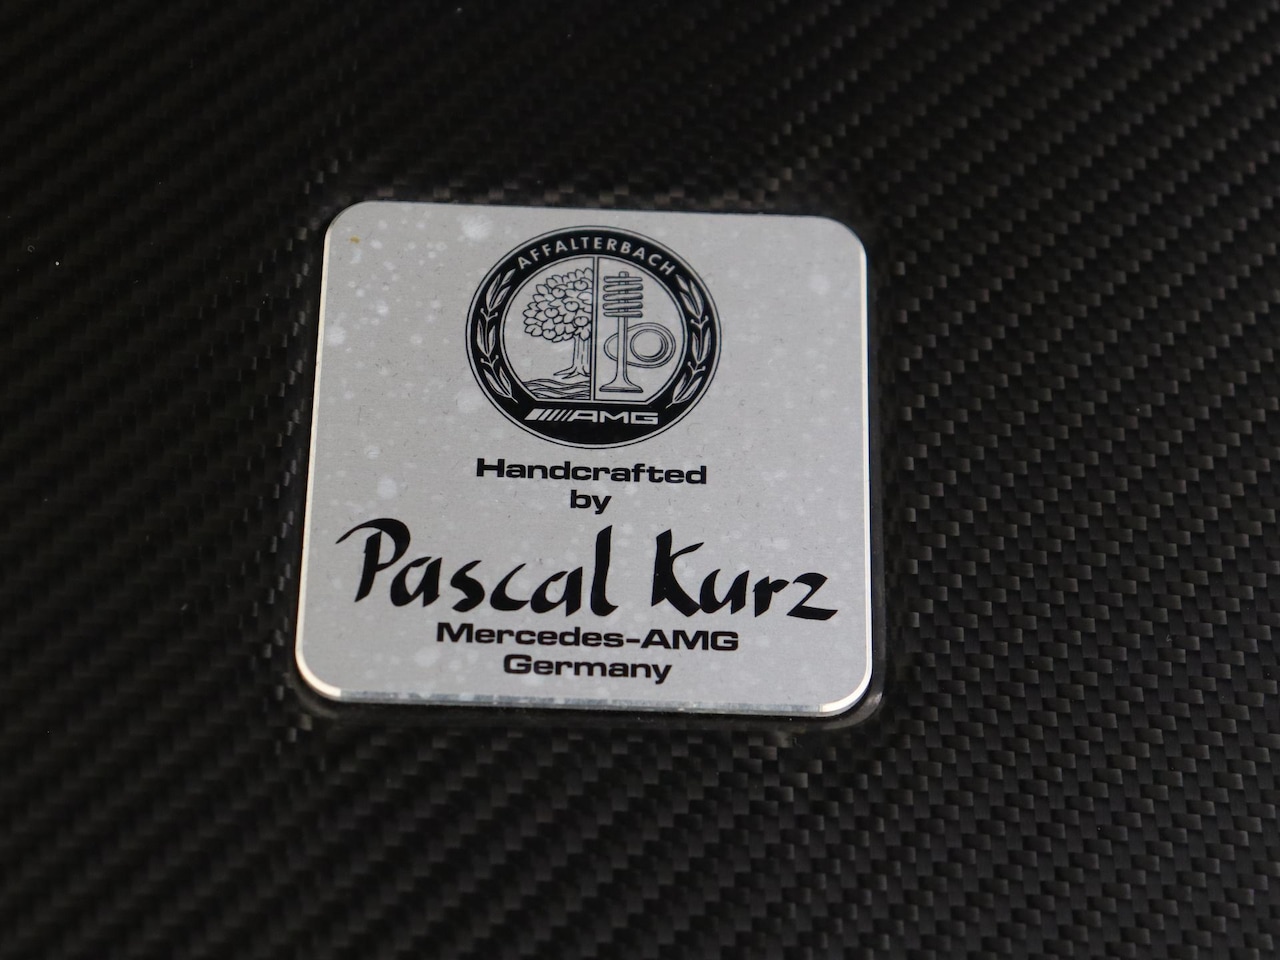 AFFALTERBACH
AMG
Handcrafted
by
Pascal Kurz
Mercedes-AMG
Germany